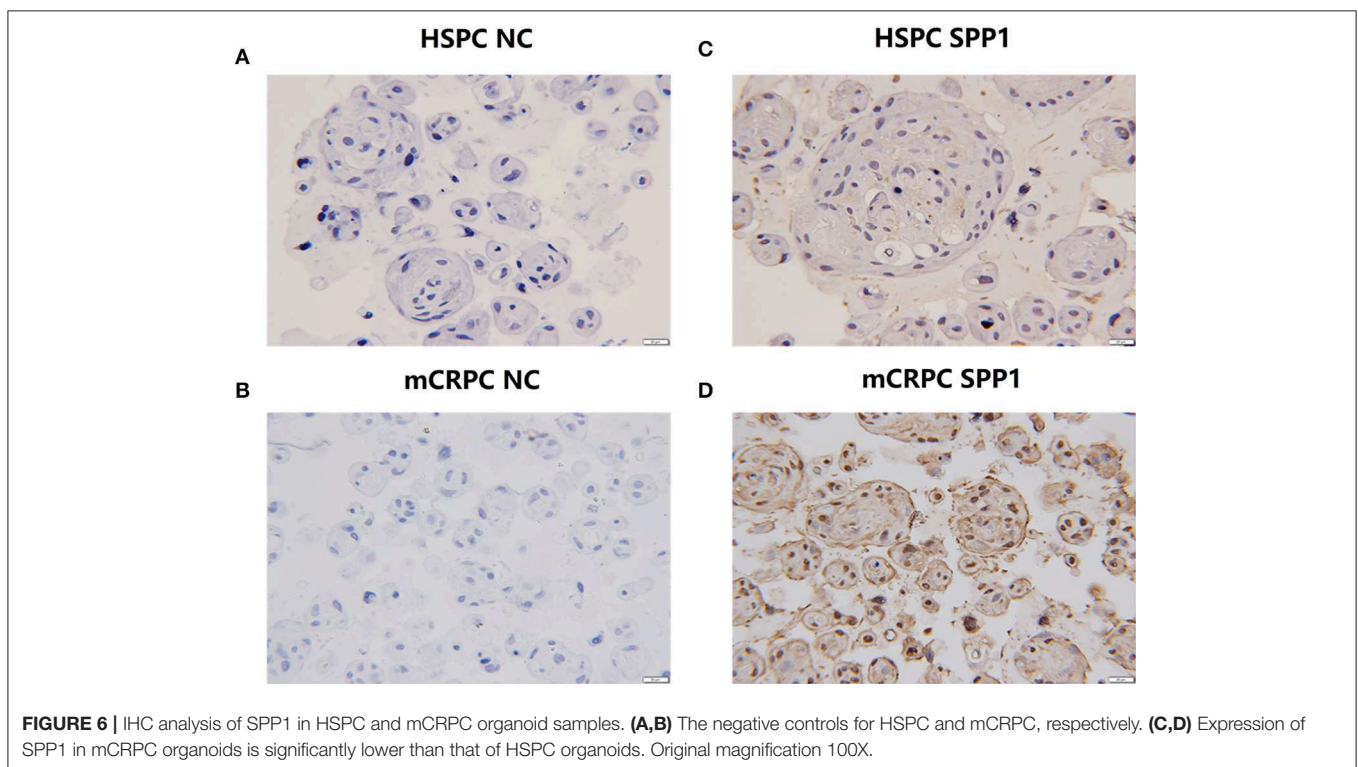 A
HSPC NC
C
HSPC SPP1
B
mCRPC NC
D
mCRPC SPP1
FIGURE 6 | IHC analysis of SPP1 in HSPC and mCRPC organoid samples. (A,B) The negative controls for HSPC and mCRPC, respectively. (C,D) Expression of
SPP1 in mCRPC organoids is significantly lower than that of HSPC organoids. Original magnification 100X.